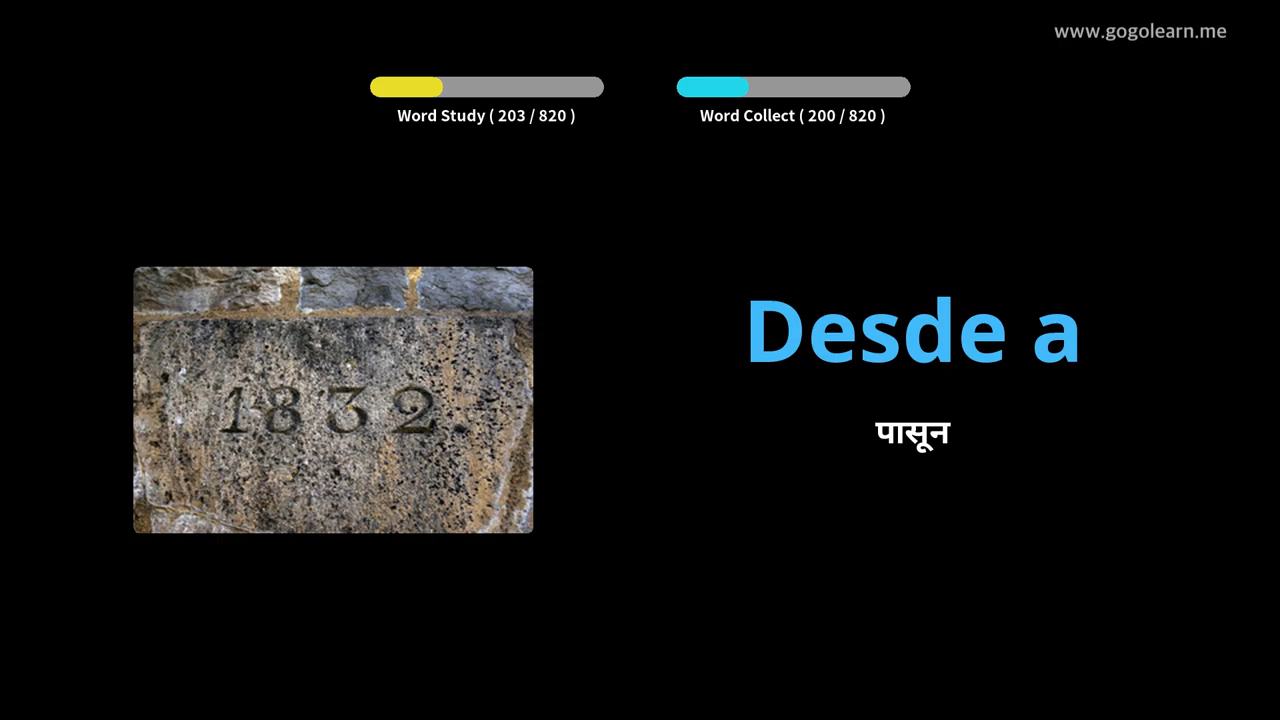 www.gogolearn.me
Word Study ( 203 / 820 )
Word Collect ( 200 / 820 )
1832.
Desde a
पासून